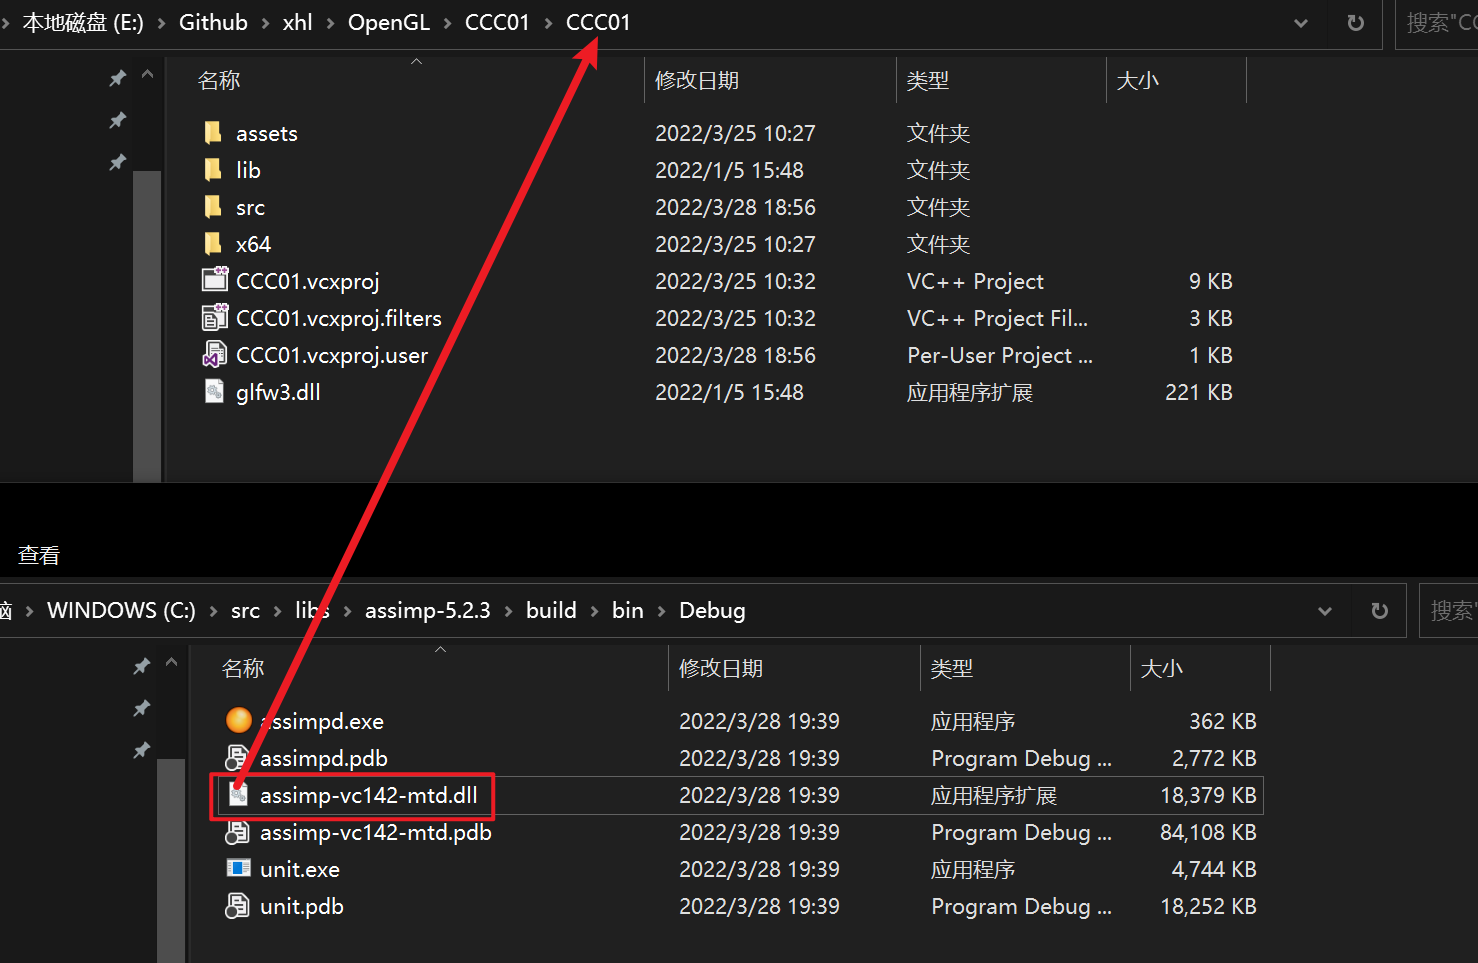 本地磁盘 (E:) › Github › xhl › OpenGL › CCC01 › CCC01 搜索"CC
名称 修改日期 类型 大小
assets 2022/3/25 10:27 文件夹
lib 2022/1/5 15:48 文件夹
src 2022/3/28 18:56 文件夹
x64 2022/3/25 10:27 文件夹
CCC01.vcxproj 2022/3/25 10:32 VC++ Project 9 KB
CCC01.vcxproj.filters 2022/3/25 10:32 VC++ Project Fil... 3 KB
CCC01.vcxproj.user 2022/3/28 18:56 Per-User Project ... 1 KB
glfw3.dll 2022/1/5 15:48 应用程序扩展 221 KB
查看
脑 › WINDOWS (C:) › src › libs › assimp-5.2.3 › build › bin › Debug 搜索"
名称 修改日期 类型 大小
assimpd.exe 2022/3/28 19:39 应用程序 362 KB
assimpd.pdb 2022/3/28 19:39 Program Debug ... 2,772 KB
assimp-vc142-mtd.dll 2022/3/28 19:39 应用程序扩展 18,379 KB
assimp-vc142-mtd.pdb 2022/3/28 19:39 Program Debug ... 84,108 KB
unit.exe 2022/3/28 19:39 应用程序 4,744 KB
unit.pdb 2022/3/28 19:39 Program Debug ... 18,252 KB